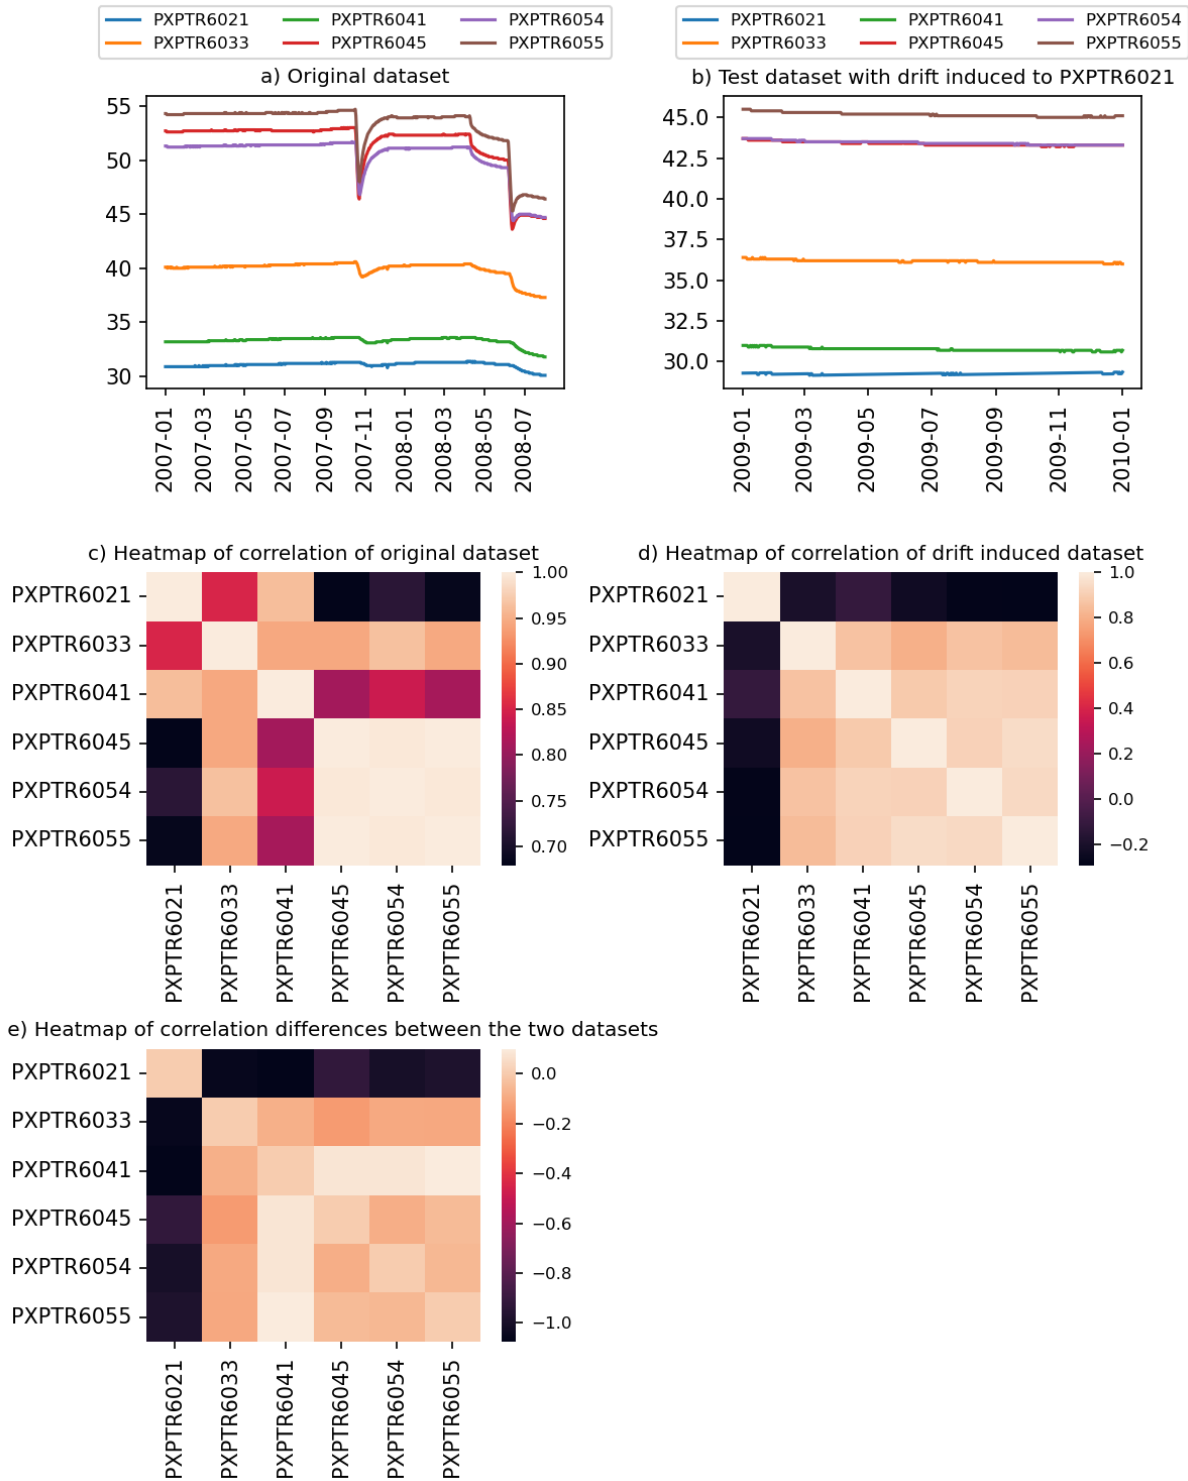 PXPTR6021 PXPTR6041 PXPTR6054
PXPTR6033 PXPTR6045 PXPTR6055
a) Original dataset
55
50
45
40
35
30
2007-01 2007-03 2007-05 2007-07 2007-09 2007-11 2008-01 2008-03 2008-05 2008-07
PXPTR6021 PXPTR6041 PXPTR6054
PXPTR6033 PXPTR6045 PXPTR6055
b) Test dataset with drift induced to PXPTR6021
45.0
42.5
40.0
37.5
35.0
32.5
30.0
2009-01 2009-03 2009-05 2009-07 2009-09 2009-11 2010-01
c) Heatmap of correlation of original dataset
PXPTR6021
PXPTR6033
PXPTR6041
PXPTR6045
PXPTR6054
PXPTR6055
PXPTR6021 PXPTR6033 PXPTR6041 PXPTR6045 PXPTR6054 PXPTR6055
1.00
0.95
0.90
0.85
0.80
0.75
0.70
d) Heatmap of correlation of drift induced dataset
PXPTR6021
PXPTR6033
PXPTR6041
PXPTR6045
PXPTR6054
PXPTR6055
PXPTR6021 PXPTR6033 PXPTR6041 PXPTR6045 PXPTR6054 PXPTR6055
1.0
0.8
0.6
0.4
0.2
0.0
−0.2
e) Heatmap of correlation differences between the two datasets
PXPTR6021
PXPTR6033
PXPTR6041
PXPTR6045
PXPTR6054
PXPTR6055
PXPTR6021 PXPTR6033 PXPTR6041 PXPTR6045 PXPTR6054 PXPTR6055
0.0
−0.2
−0.4
−0.6
−0.8
−1.0